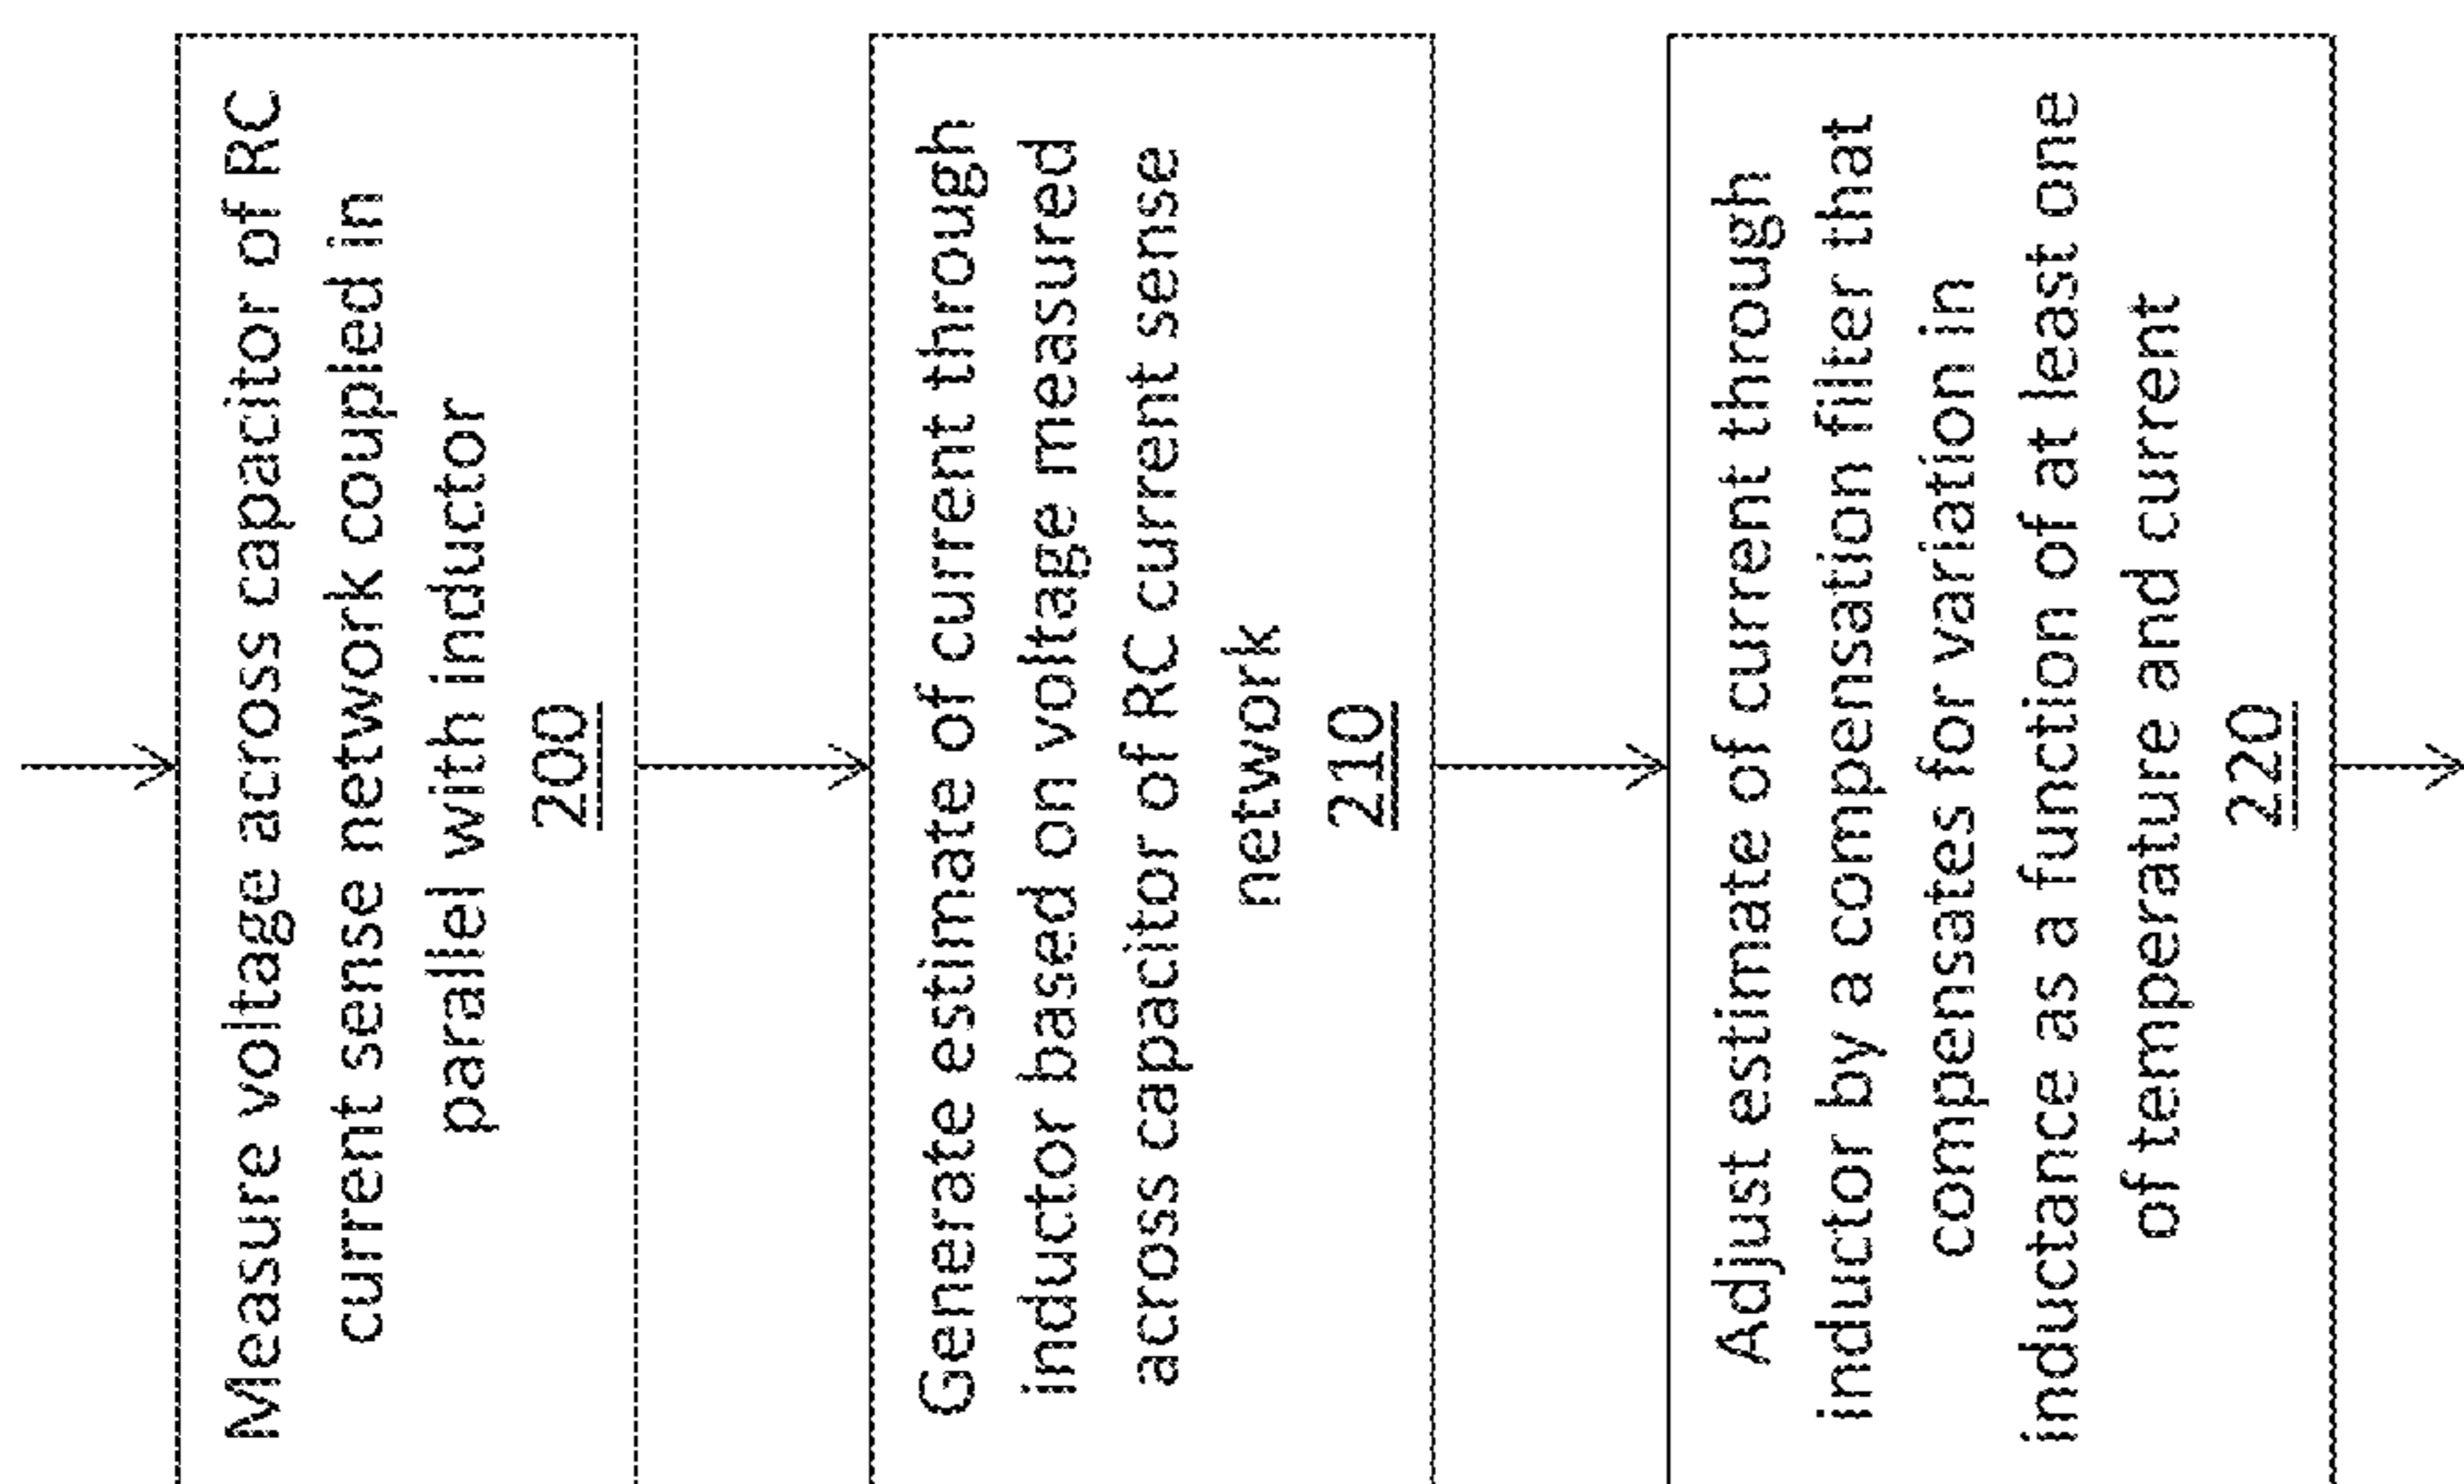 Measure voltage across capacitor of RC
current sense network coupled in
parallel with inductor
200
Generate estimate of current through
inductor based on voltage measured
across capacitor of RC current sense
network
210
Adjust estimate of current through
inductor by a compensation filter that
compensates for variation in
inductance as a function of at least one
of temperature and current
220